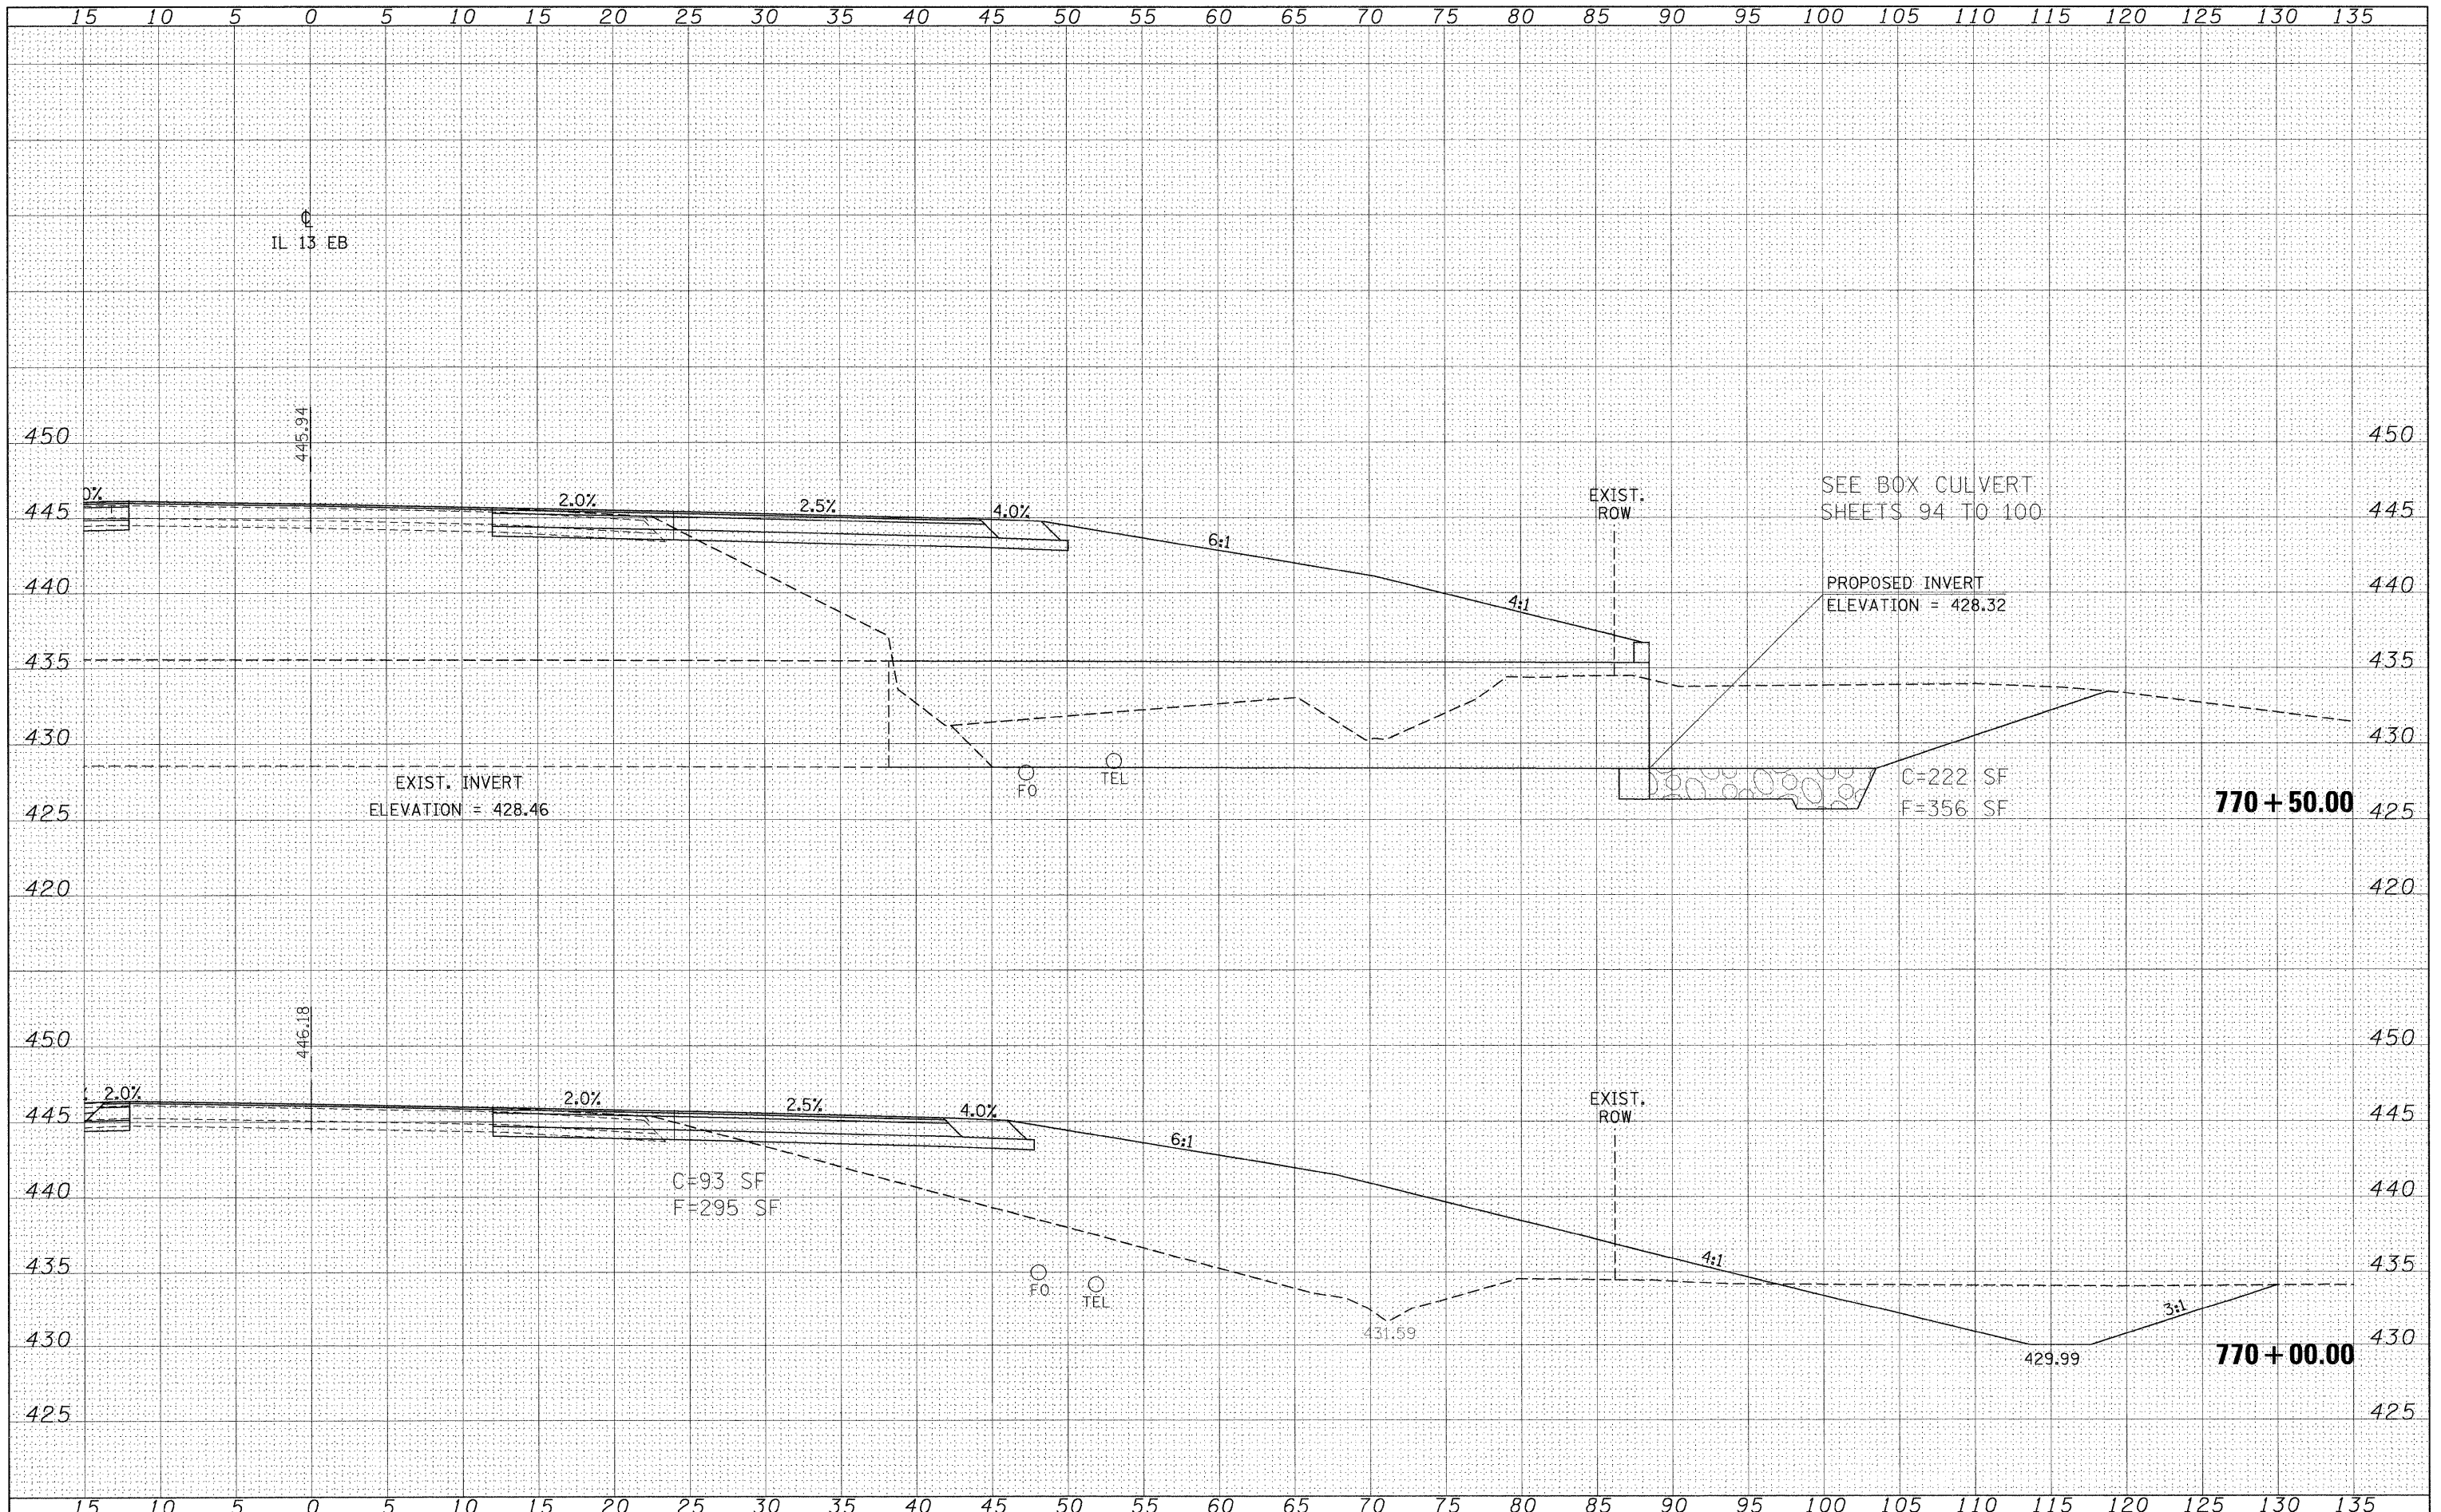 15 10 5 0 5 10 15 20 25 30 35 40 45 50 55 60 65 70 75 80 85 90 95 100 105 110 115 120 125 130 135
℄
IL 13 EB
445.94
450 450
0%
2.0%
2.5%
4.0%
EXIST.
ROW
SEE BOX CULVERT
SHEETS 94 TO 100
445 445
6:1
440 440
4:1
PROPOSED INVERT
ELEVATION = 428.32
435 435
430 430
FO
TEL
EXIST. INVERT
ELEVATION = 428.46
C=222 SF
F=356 SF
770+50.00
425 425
420 420
446.18
450 450
2.0%
2.0%
2.5%
4.0%
EXIST.
ROW
445 445
6:1
C=93 SF
F=295 SF
440 440
4:1
435 435
FO
TEL
3:1
431.59
430 430
429.99
770+00.00
425 425
15 10 5 0 5 10 15 20 25 30 35 40 45 50 55 60 65 70 75 80 85 90 95 100 105 110 115 120 125 130 135